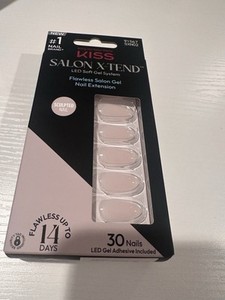 NEW!
#1
NAIL
BRAND*
KISS
SALON X-TEND™
LED Soft Gel System
Flawless Salon Gel
Nail Extension
SCULPTED
NAIL
FLAWLESS UP TO
14
DAYS
30 Nails
LED Gel Adhesive Included